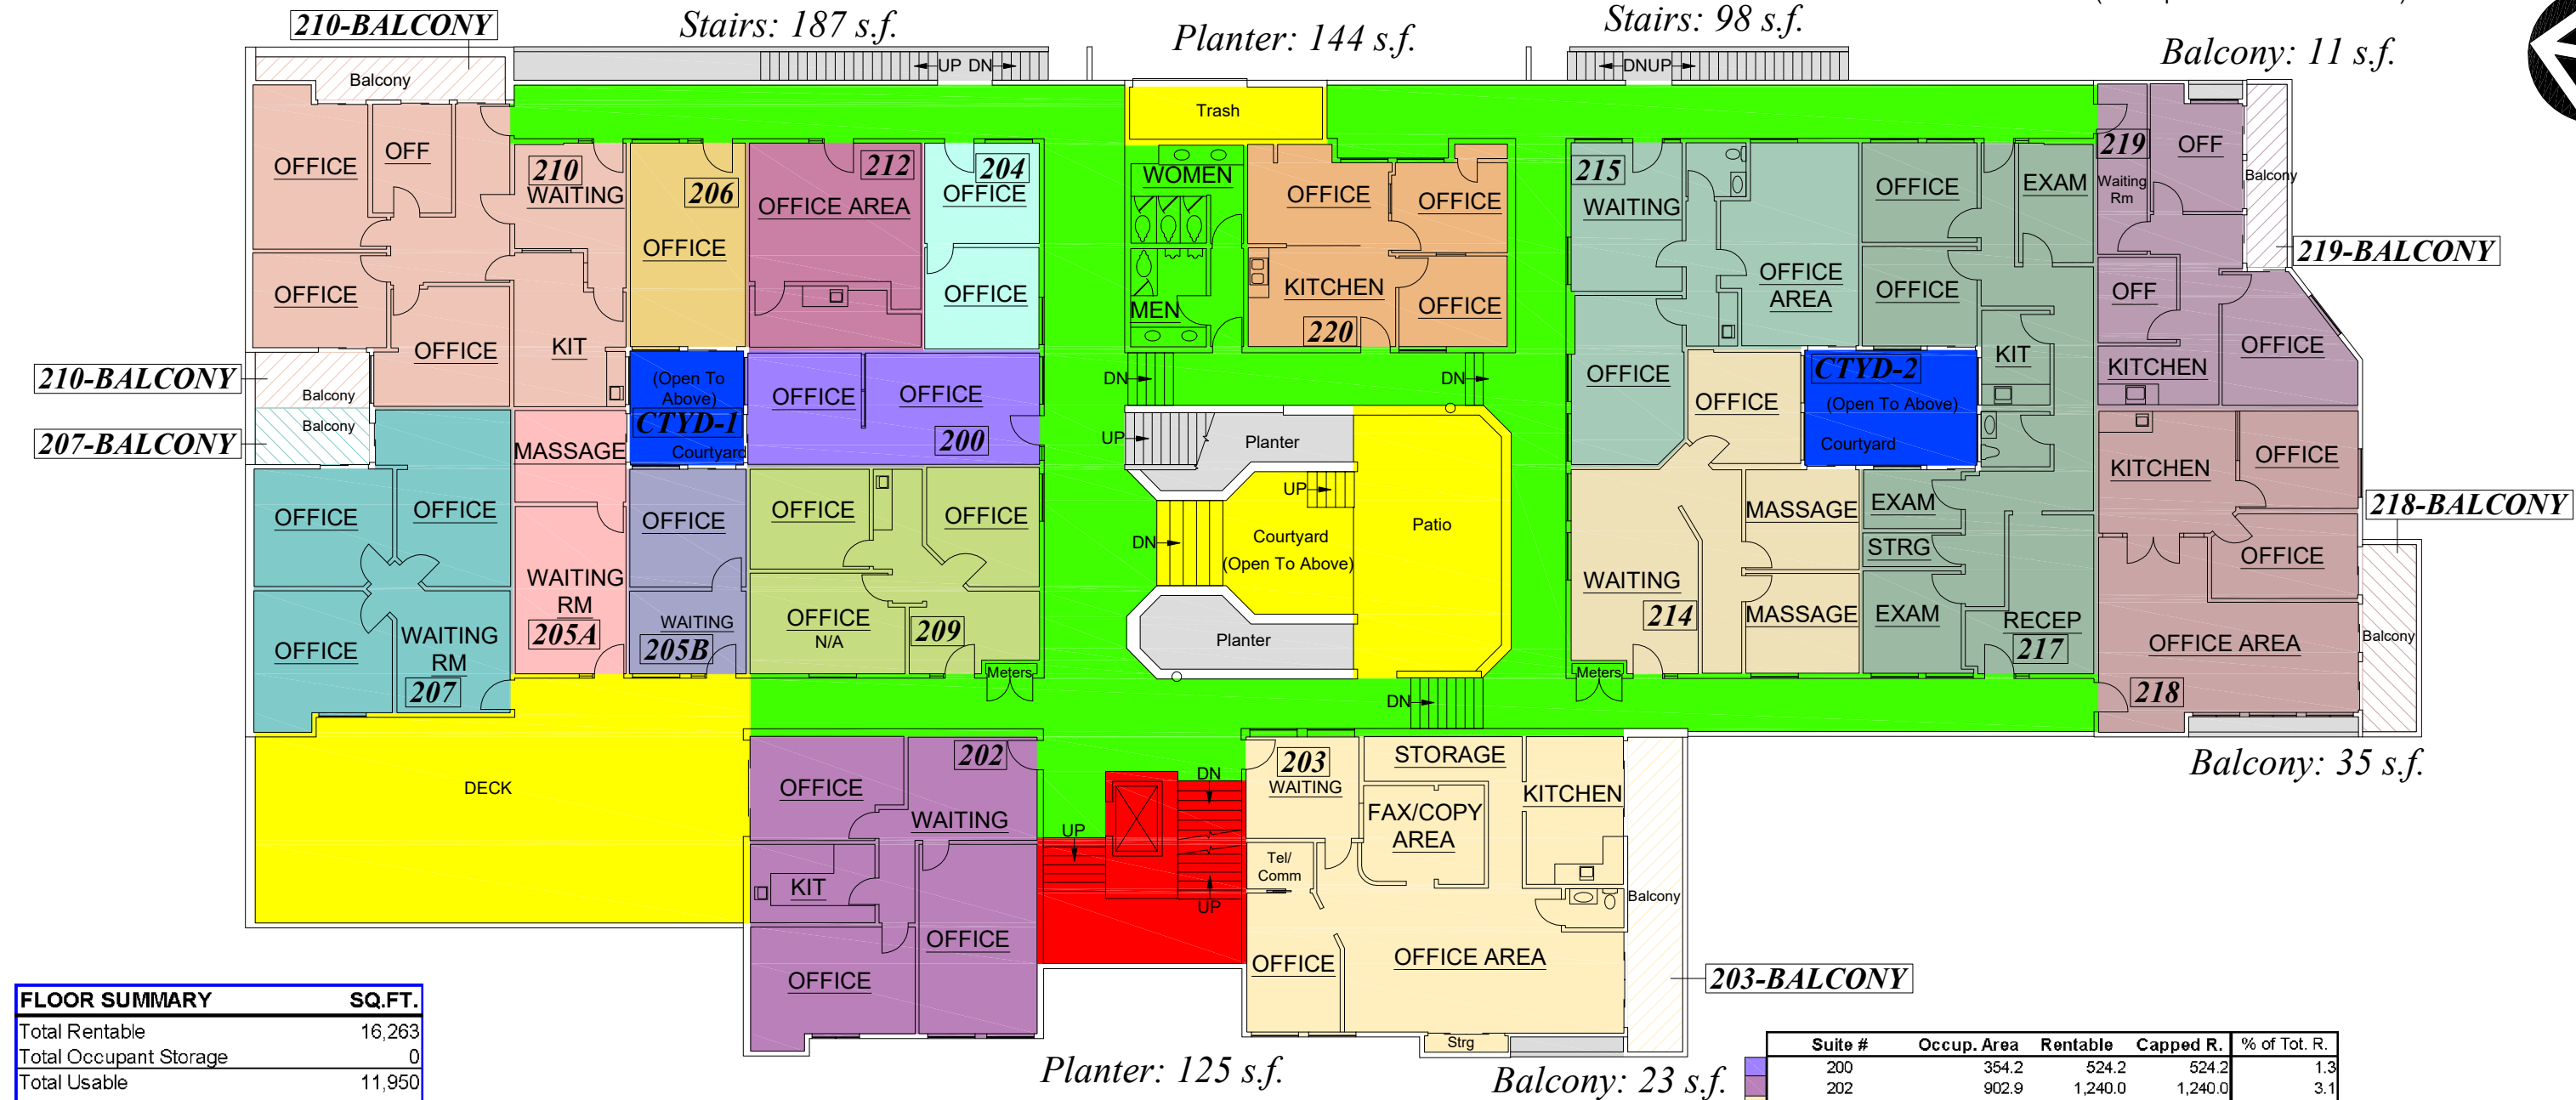 210-BALCONY
Stairs: 187 s.f.
Planter: 144 s.f.
Stairs: 98 s.f.
Balcony: 11 s.f.
Balcony
UP DN
Trash
DNUP
OFFICE
OFF
210
WAITING
206
OFFICE
212
OFFICE AREA
204
OFFICE
OFFICE
WOMEN
MEN
OFFICE
OFFICE
KITCHEN
220
OFFICE
215
WAITING
OFFICE
AREA
OFFICE
EXAM
OFFICE
219
Waiting
Rm
OFF
Balcony
219-BALCONY
OFFICE
OFFICE
KIT
OFF
KITCHEN
OFFICE
210-BALCONY
Balcony
207-BALCONY
Balcony
(Open To
Above)
CTYD-1
Courtyard
OFFICE
OFFICE
200
DN
DN
UP
Planter
OFFICE
OFFICE
CTYD-2
(Open To Above)
Courtyard
KIT
MASSAGE
OFFICE
OFFICE
WAITING
RM
205A
OFFICE
WAITING
205B
OFFICE
OFFICE
OFFICE
N/A
209
Meters
UP
DN
Courtyard
(Open To Above)
Patio
Planter
DN
WAITING
214
MASSAGE
MASSAGE
EXAM
STRG
EXAM
RECEP
217
Meters
KITCHEN
OFFICE
OFFICE
OFFICE AREA
218
218-BALCONY
Balcony
Balcony: 35 s.f.
OFFICE
WAITING
RM
207
DECK
202
OFFICE
WAITING
KIT
OFFICE
OFFICE
DN
UP
UP
203
WAITING
STORAGE
KITCHEN
FAX/COPY
AREA
Tel/
Comm
OFFICE
OFFICE AREA
Balcony
203-BALCONY
Strg
Planter: 125 s.f.
Balcony: 23 s.f.
FLOOR SUMMARY SQ.FT.
Total Rentable 16,263
Total Occupant Storage 0
Total Usable 11,950
Suite # Occup. Area Rentable Capped R. % of Tot. R.
200 354.2 524.2 524.2 1.3
202 902.9 1,240.0 1,240.0 3.1